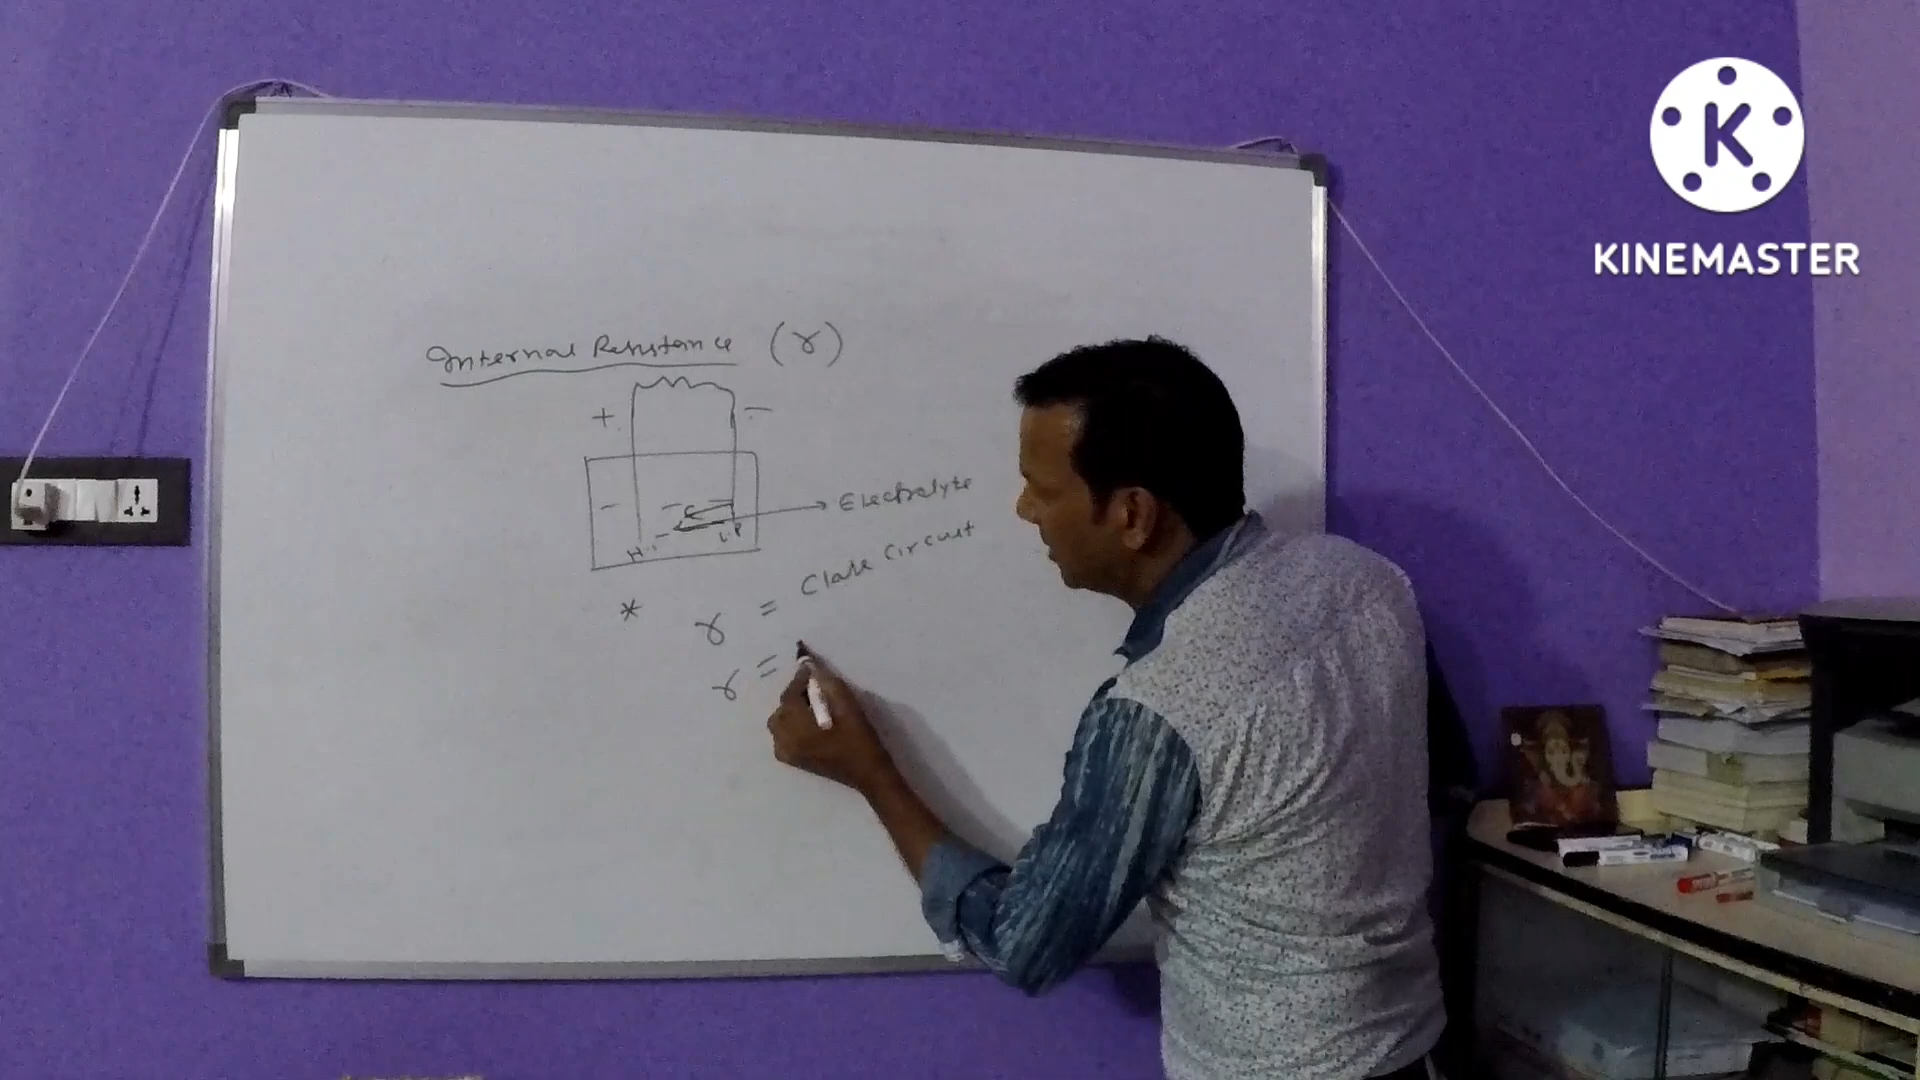 Internal Resistance (r)
+ -
Electrolyte
H.P L.P
* r = Close Circuit
r =
K
KINEMASTER